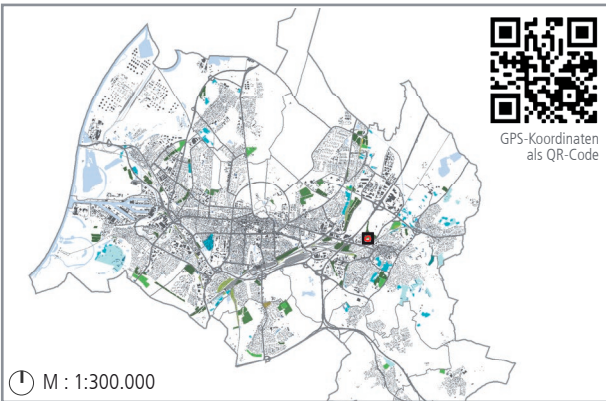 GPS-Koordinaten
als QR-Code
M : 1:300.000